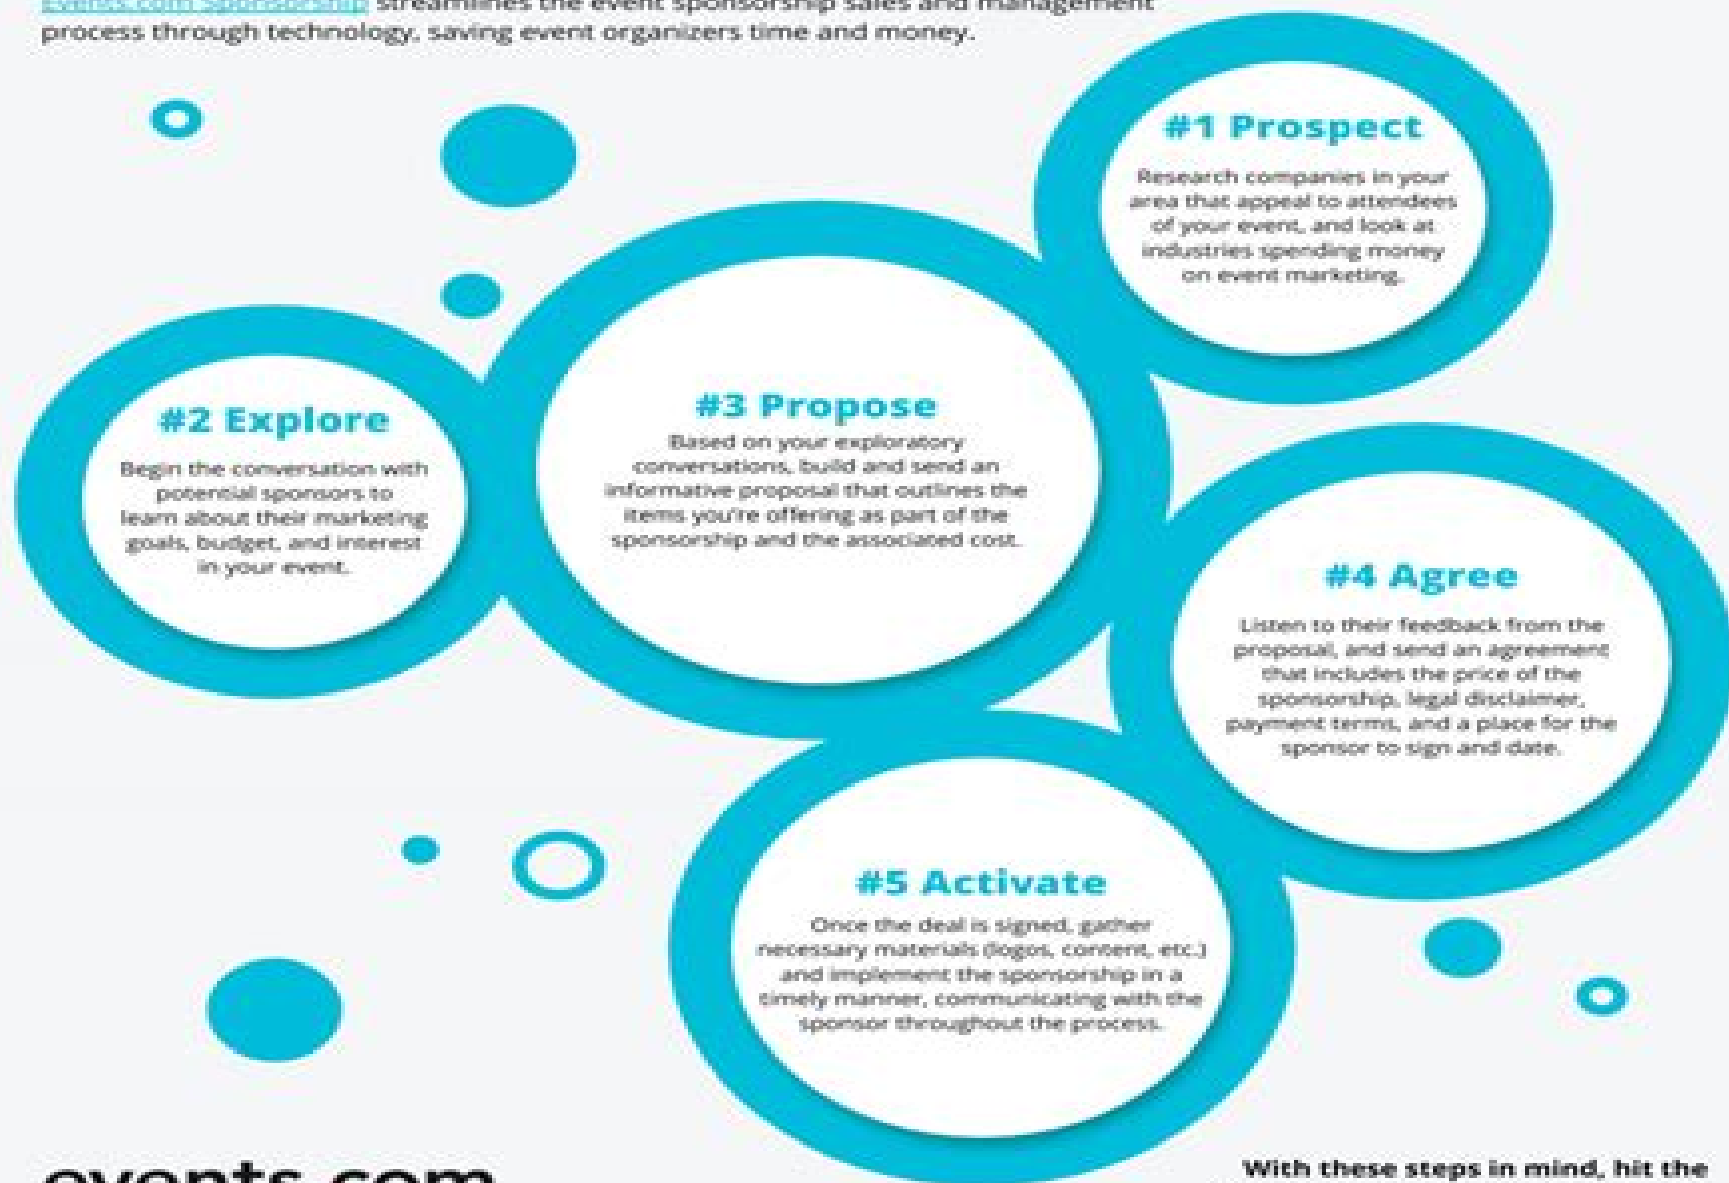 Events.com Sponsorship streamlines the event sponsorship sales and management
process through technology, saving event organizers time and money.
#1 Prospect
Research companies in your
area that appeal to attendees
of your event, and look at
industries spending money
on event marketing.
#2 Explore
Begin the conversation with
potential sponsors to
learn about their marketing
goals, budget, and interest
in your event.
#3 Propose
Based on your exploratory
conversations, build and send an
informative proposal that outlines the
items you're offering as part of the
sponsorship and the associated cost.
#4 Agree
Listen to their feedback from the
proposal, and send an agreement
that includes the price of the
sponsorship, legal disclaimer,
payment terms, and a place for the
sponsor to sign and date.
#5 Activate
Once the deal is signed, gather
necessary materials (logos, content, etc.)
and implement the sponsorship in a
timely manner, communicating with the
sponsor throughout the process.
events.com
With these steps in mind, hit the